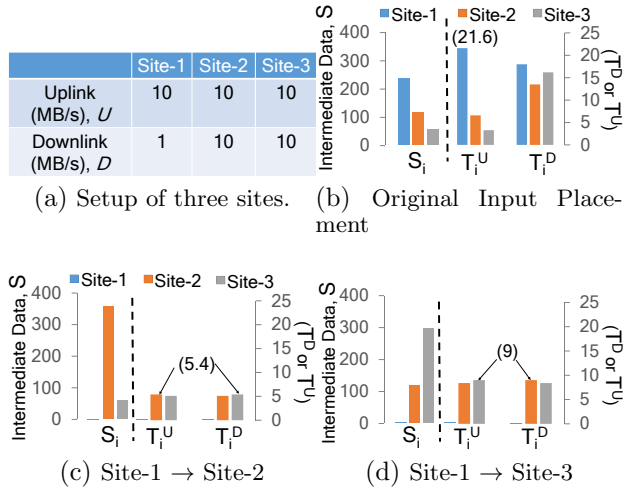 Site-1 Site-2 Site-3
Uplink (MB/s), U 10 10 10
Downlink (MB/s), D 1 10 10
(a) Setup of three sites.
Site-1 Site-2 Site-3
(21.6)
Intermediate Data, S
400
300
200
100
0
25
20
15
10
5
0
(T^D or T^U)
S_i T_i^U T_i^D
(b) Original Input Placement
Site-1 Site-2 Site-3
Intermediate Data, S
400
300
200
100
0
(5.4)
25
20
15
10
5
0
(T^D or T^U)
S_i T_i^U T_i^D
(c) Site-1 → Site-2
Intermediate Data, S
400
300
200
100
0
(9)
25
20
15
10
5
0
(T^D or T^U)
S_i T_i^U T_i^D
(d) Site-1 → Site-3